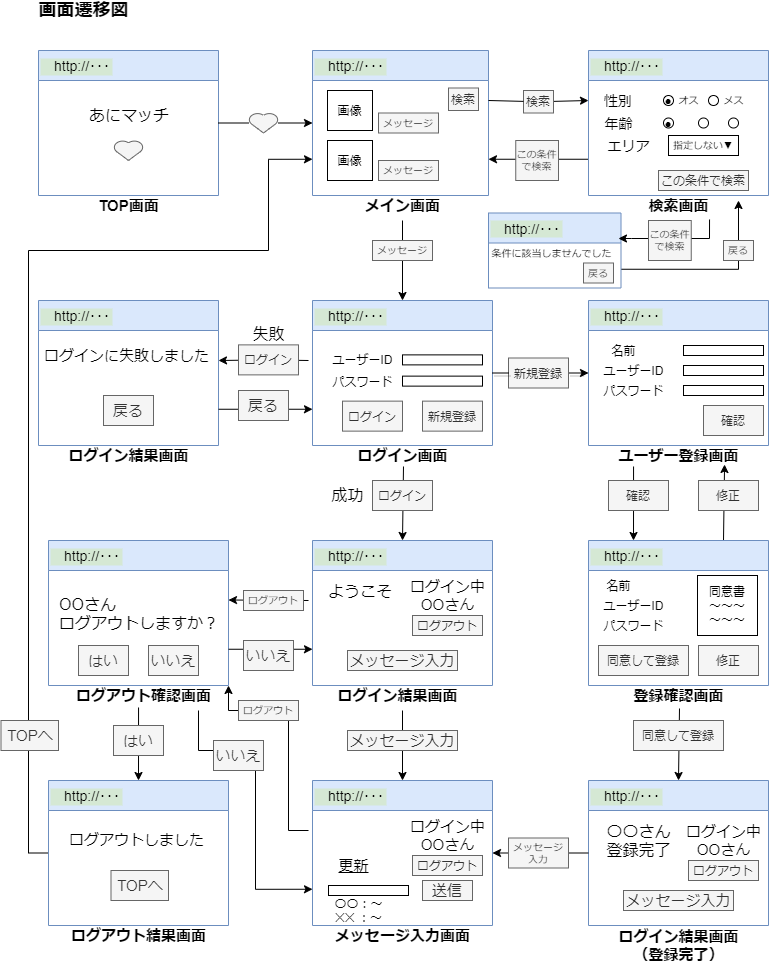 画面遷移図
http://･･･
あにマッチ
TOP画面
http://･･･
画像
検索
メッセージ
画像
メッセージ
メイン画面
検索
この条件
で検索
http://･･･
性別
オス
メス
年齢
エリア
指定しない▼
この条件で検索
検索画面
http://･･･
条件に該当しませんでした
戻る
この条件
で検索
戻る
メッセージ
http://･･･
ログインに失敗しました
戻る
ログイン結果画面
失敗
ログイン
戻る
http://･･･
ユーザーID
パスワード
ログイン
新規登録
ログイン画面
新規登録
http://･･･
名前
ユーザーID
パスワード
確認
ユーザー登録画面
成功
ログイン
確認
修正
http://･･･
〇〇さん
ログアウトしますか？
はい
いいえ
ログアウト確認画面
ログアウト
いいえ
http://･･･
ようこそ
ログイン中
〇〇さん
ログアウト
メッセージ入力
ログイン結果画面
http://･･･
名前
ユーザーID
パスワード
同意書
～～～
～～～
同意して登録
修正
登録確認画面
TOPへ
はい
いいえ
ログアウト
メッセージ入力
同意して登録
http://･･･
ログアウトしました
TOPへ
ログアウト結果画面
http://･･･
ログイン中
〇〇さん
ログアウト
更新
送信
〇〇：～
××：～
メッセージ入力画面
メッセージ
入力
http://･･･
〇〇さん
登録完了
ログイン中
〇〇さん
ログアウト
メッセージ入力
ログイン結果画面
（登録完了）